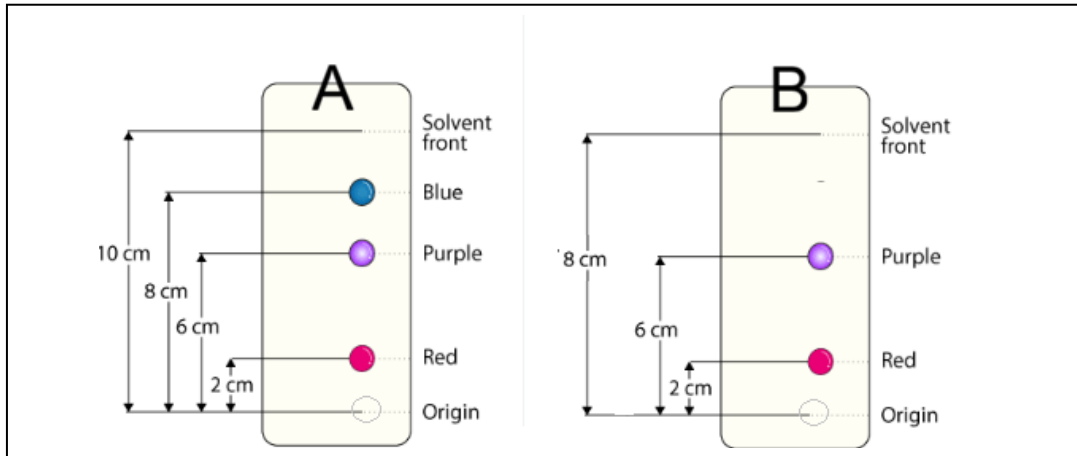 A
Solvent
front
Blue
Purple
Red
Origin
10 cm
8 cm
6 cm
2 cm
B
Solvent
front
Purple
Red
Origin
8 cm
6 cm
2 cm